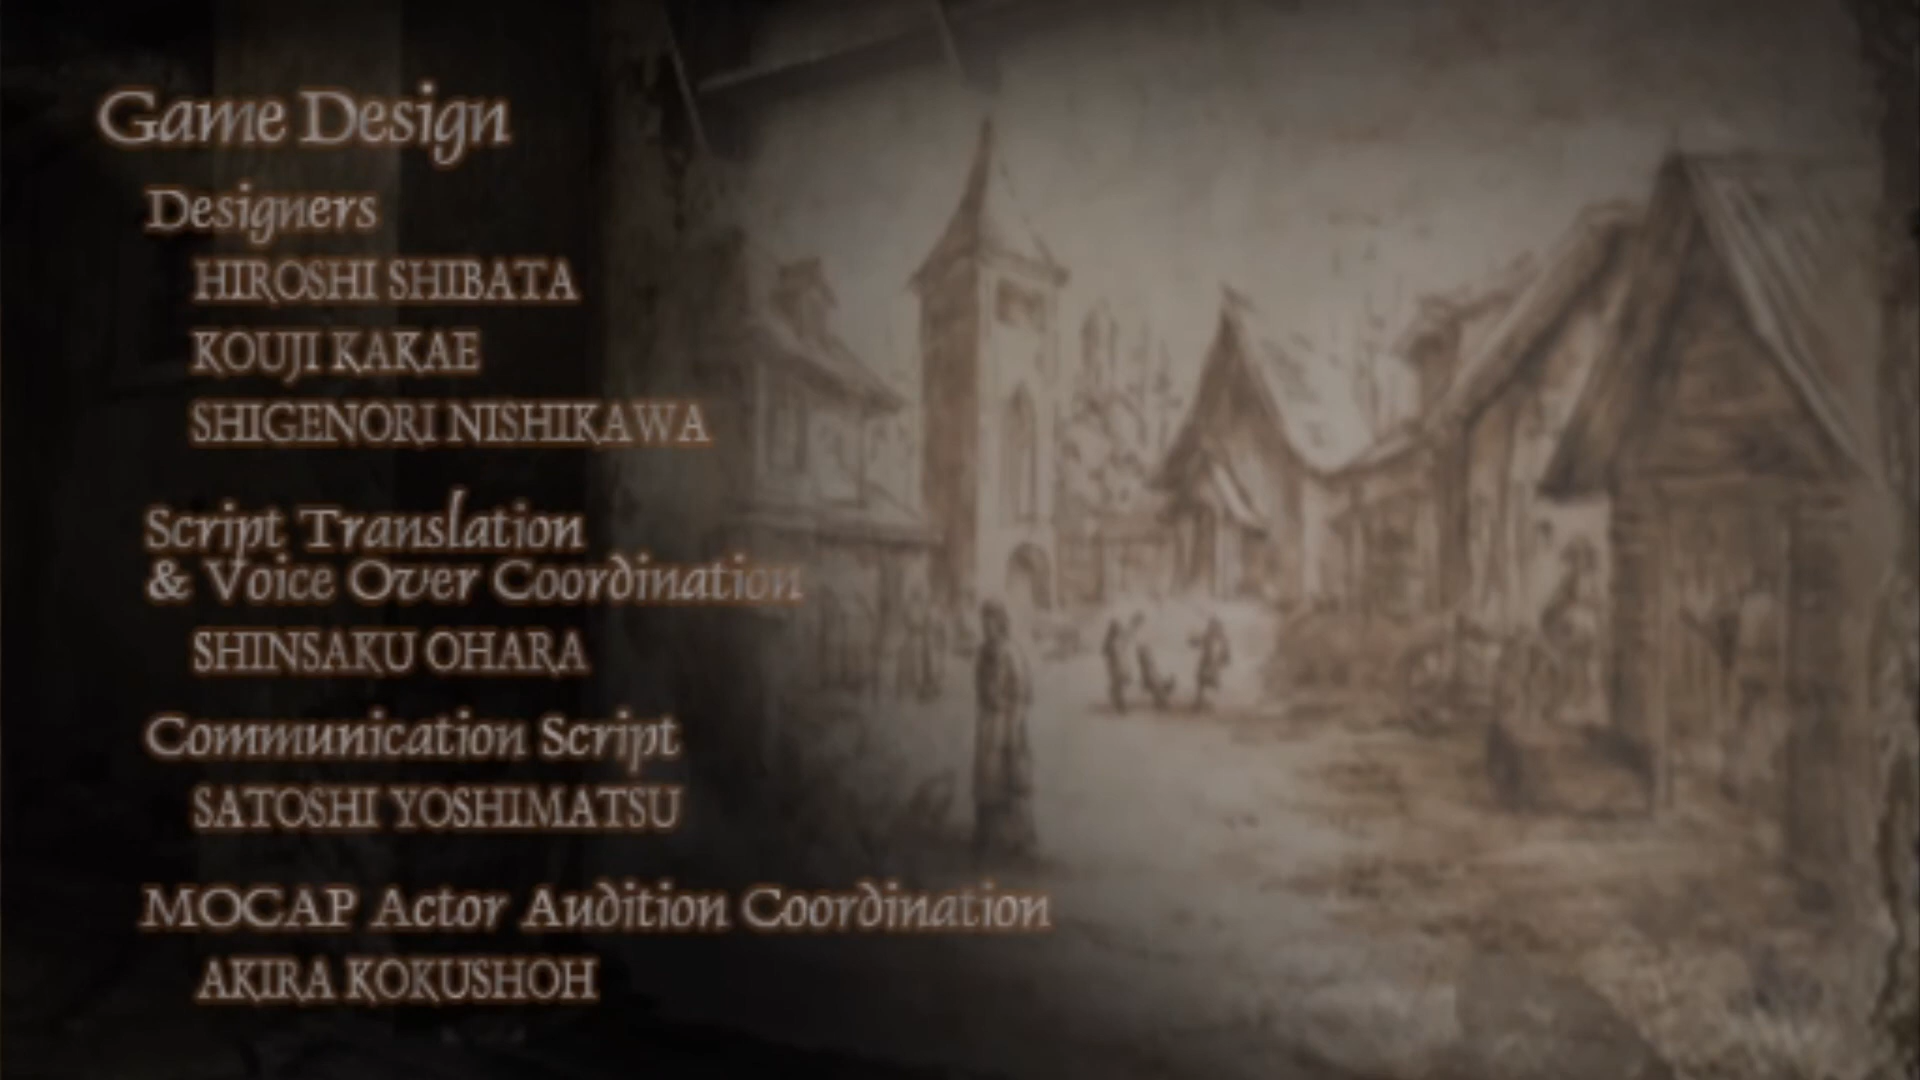 Game Design
Designers
HIROSHI SHIBATA
KOUJI KAKAE
SHIGENORI NISHIKAWA
Script Translation
& Voice Over Coordination
SHINSAKU OHARA
Communication Script
SATOSHI YOSHIMATSU
MOCAP Actor Audition Coordination
AKIRA KOKUSHOH